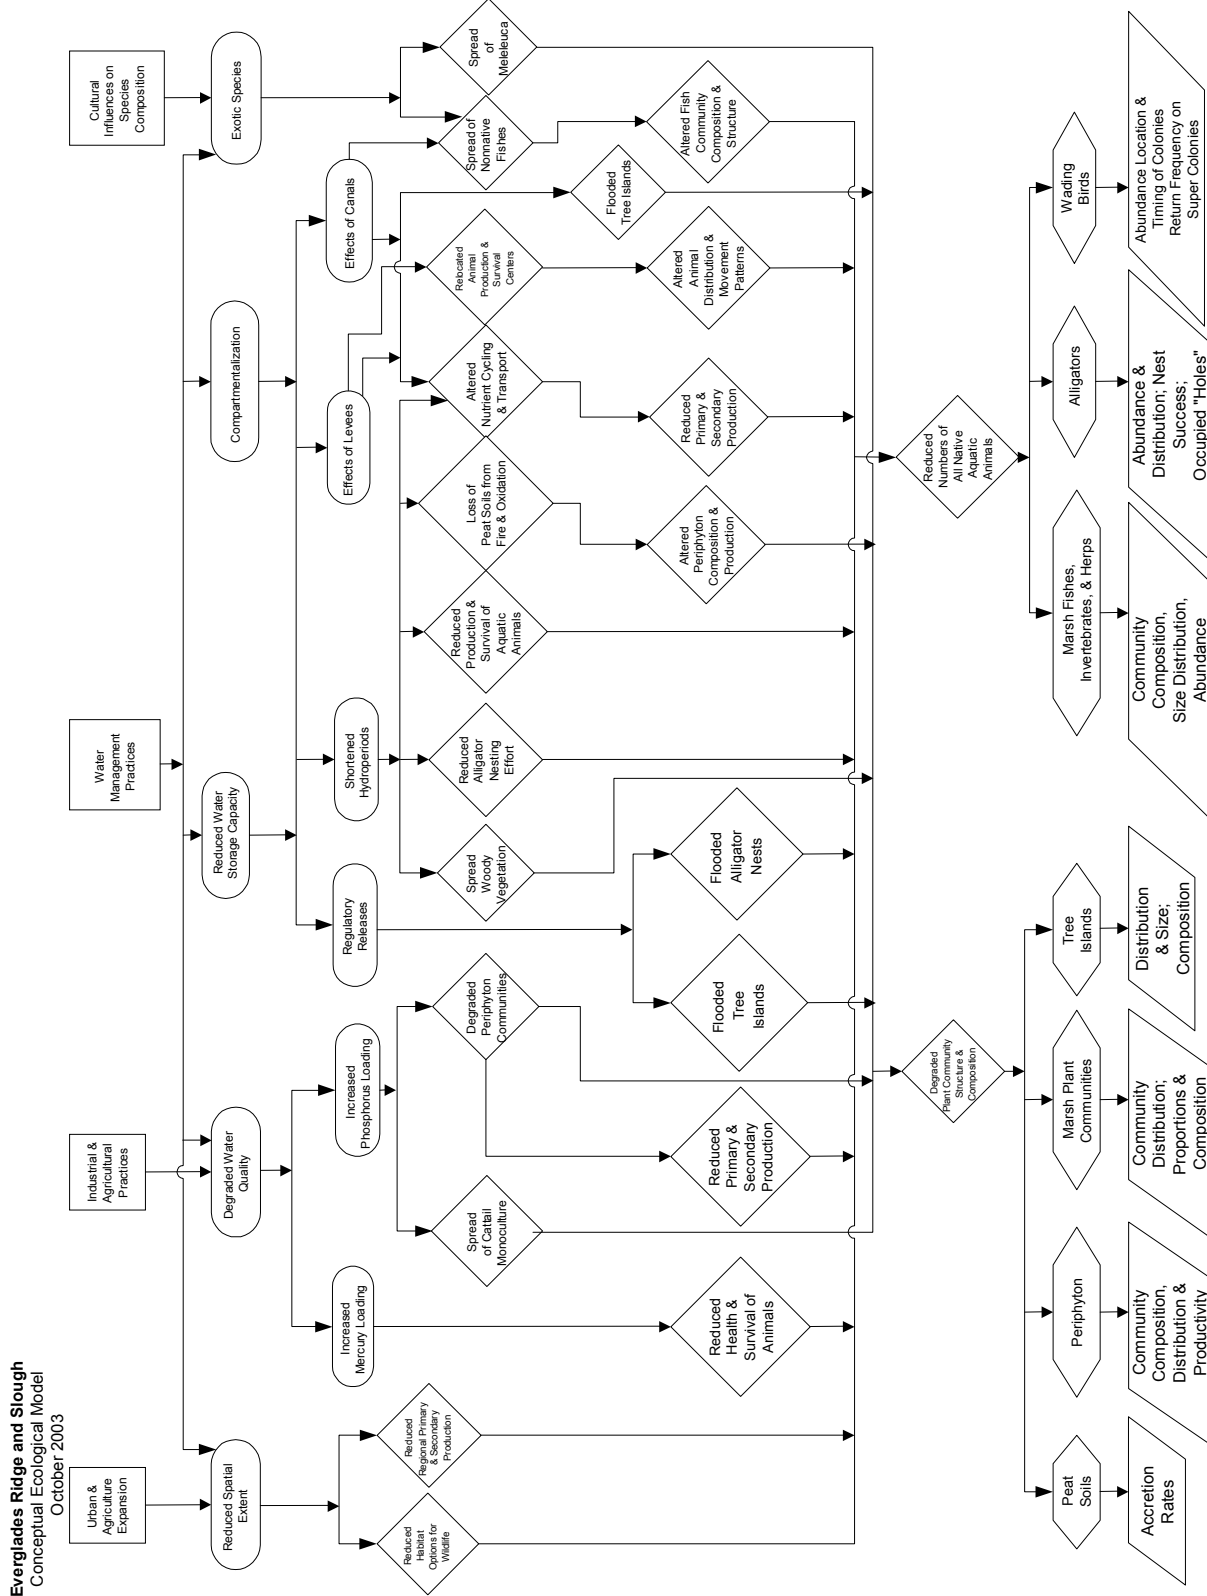 Everglades Ridge and Slough
Conceptual Ecological Model
October 2003
Urban &
Agriculture
Expansion
Industrial &
Agricultural
Practices
Water
Management
Practices
Cultural
Influences on
Species
Composition
Reduced Spatial
Extent
Degraded Water
Quality
Reduced Water
Storage Capacity
Compartmentalization
Exotic Species
Increased
Mercury Loading
Increased
Phosphorus Loading
Regulatory
Releases
Shortened
Hydroperiods
Effects of Levees
Effects of Canals
Reduced
Habitat
Options for
Wildlife
Reduced
Regional Primary
& Secondary
Production
Spread
of Cattail
Monoculture
Degraded
Periphyton
Communities
Spread
Woody
Vegetation
Reduced
Alligator
Nesting
Effort
Reduced
Production &
Survival of
Aquatic
Animals
Loss of
Peat Soils from
Fire & Oxidation
Altered
Nutrient Cycling
& Transport
Relocated
Animal
Production &
Survival
Centers
Spread of
Nonnative
Fishes
Spread
of
Meleleuca
Flooded
Tree Islands
Reduced
Health &
Survival of
Animals
Reduced
Primary &
Secondary
Production
Flooded
Tree
Islands
Flooded
Alligator
Nests
Altered
Periphyton
Composition &
Production
Reduced
Primary &
Secondary
Production
Altered
Animal
Distribution &
Movement
Patterns
Altered Fish
Community
Composition &
Structure
Degraded
Plant Community
Structure &
Composition
Reduced
Numbers of
All Native
Aquatic
Animals
Peat
Soils
Periphyton
Marsh Plant
Communities
Tree
Islands
Marsh Fishes,
Invertebrates, & Herps
Alligators
Wading
Birds
Accretion
Rates
Community
Composition,
Distribution &
Productivity
Community
Distribution;
Proportions &
Composition
Distribution
& Size;
Composition
Community
Composition,
Size Distribution,
Abundance
Abundance &
Distribution; Nest
Success;
Occupied "Holes"
Abundance Location &
Timing of Colonies
Return Frequency on
Super Colonies